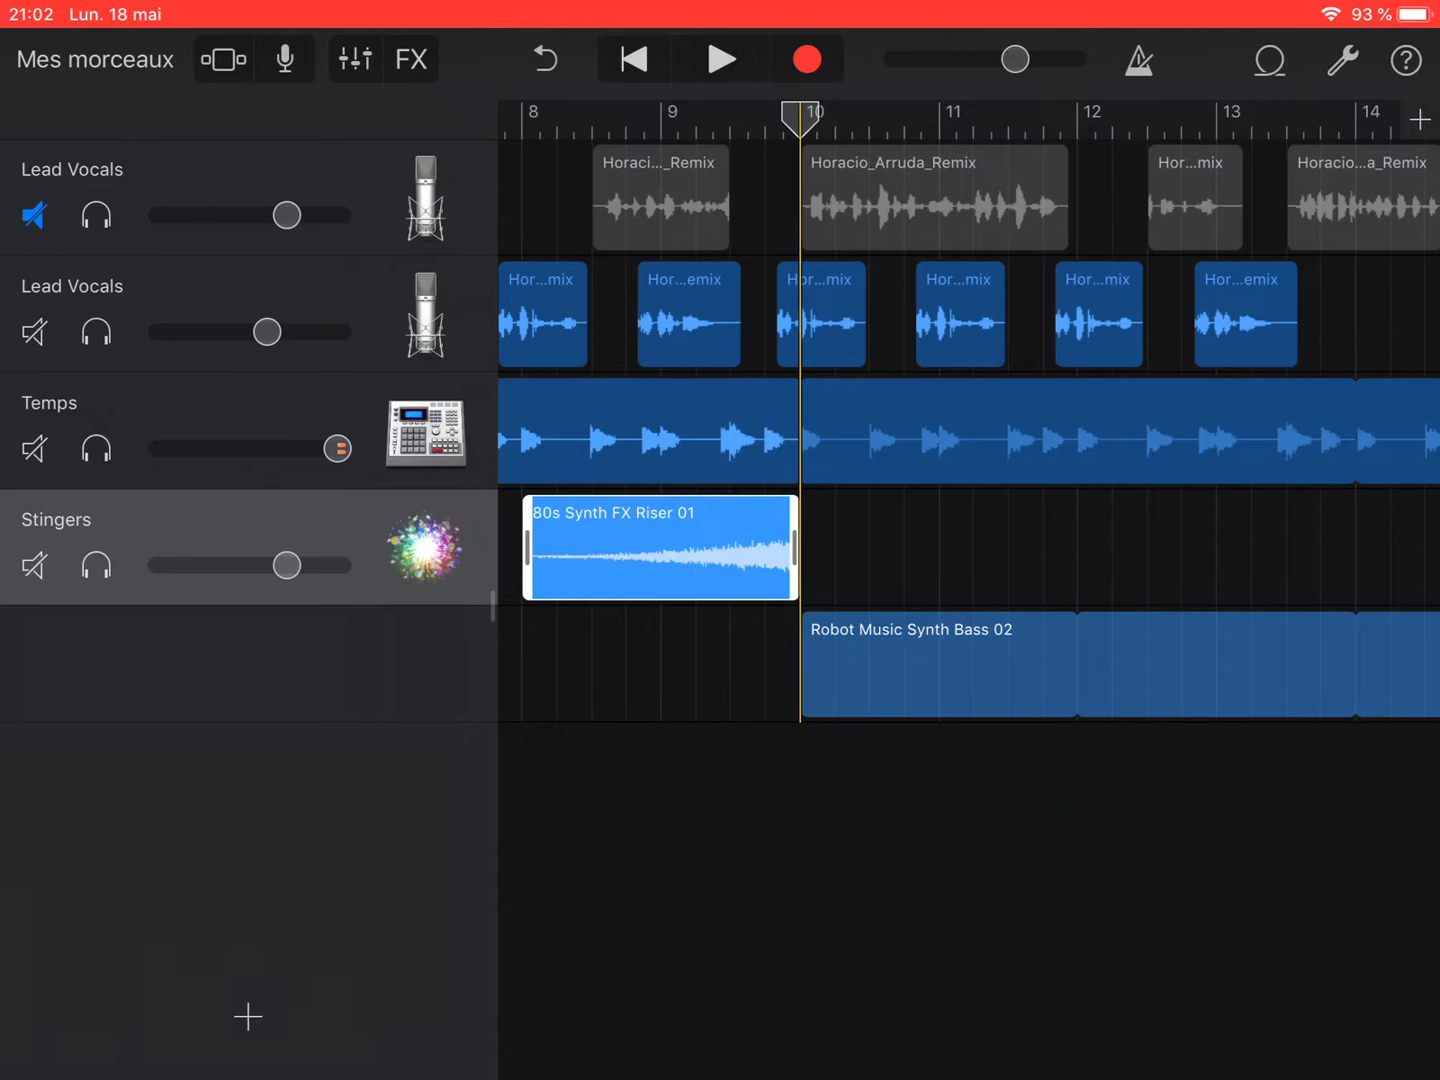 21:02 Lun. 18 mai 93 %
Mes morceaux FX
8 9 10 11 12 13 14
Lead Vocals
Horaci..._Remix Horacio_Arruda_Remix Hor...mix Horacio...a_Remix
Lead Vocals
Hor...mix Hor...emix Hor...mix Hor...mix Hor...mix Hor...emix
Temps
Stingers
80s Synth FX Riser 01
Robot Music Synth Bass 02